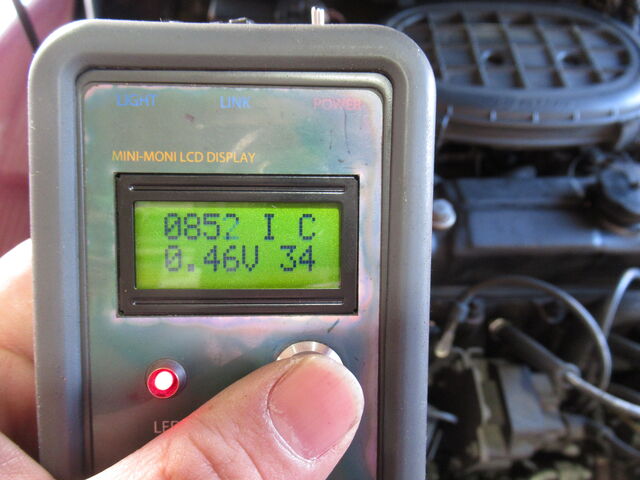 LIGHT LINK POWER
MINI-MONI LCD DISPLAY
0852 I C
0.46V 34